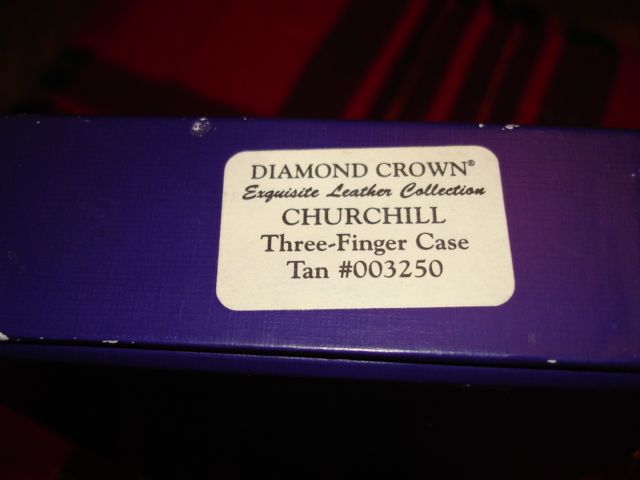 DIAMOND CROWN®
Exquisite Leather Collection
CHURCHILL
Three-Finger Case
Tan #003250